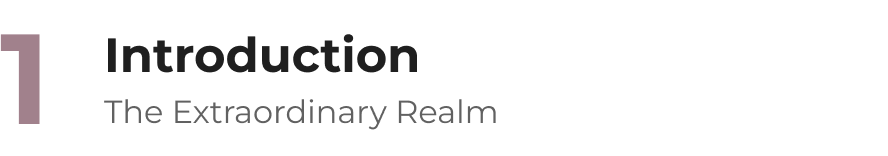 1
Introduction
The Extraordinary Realm